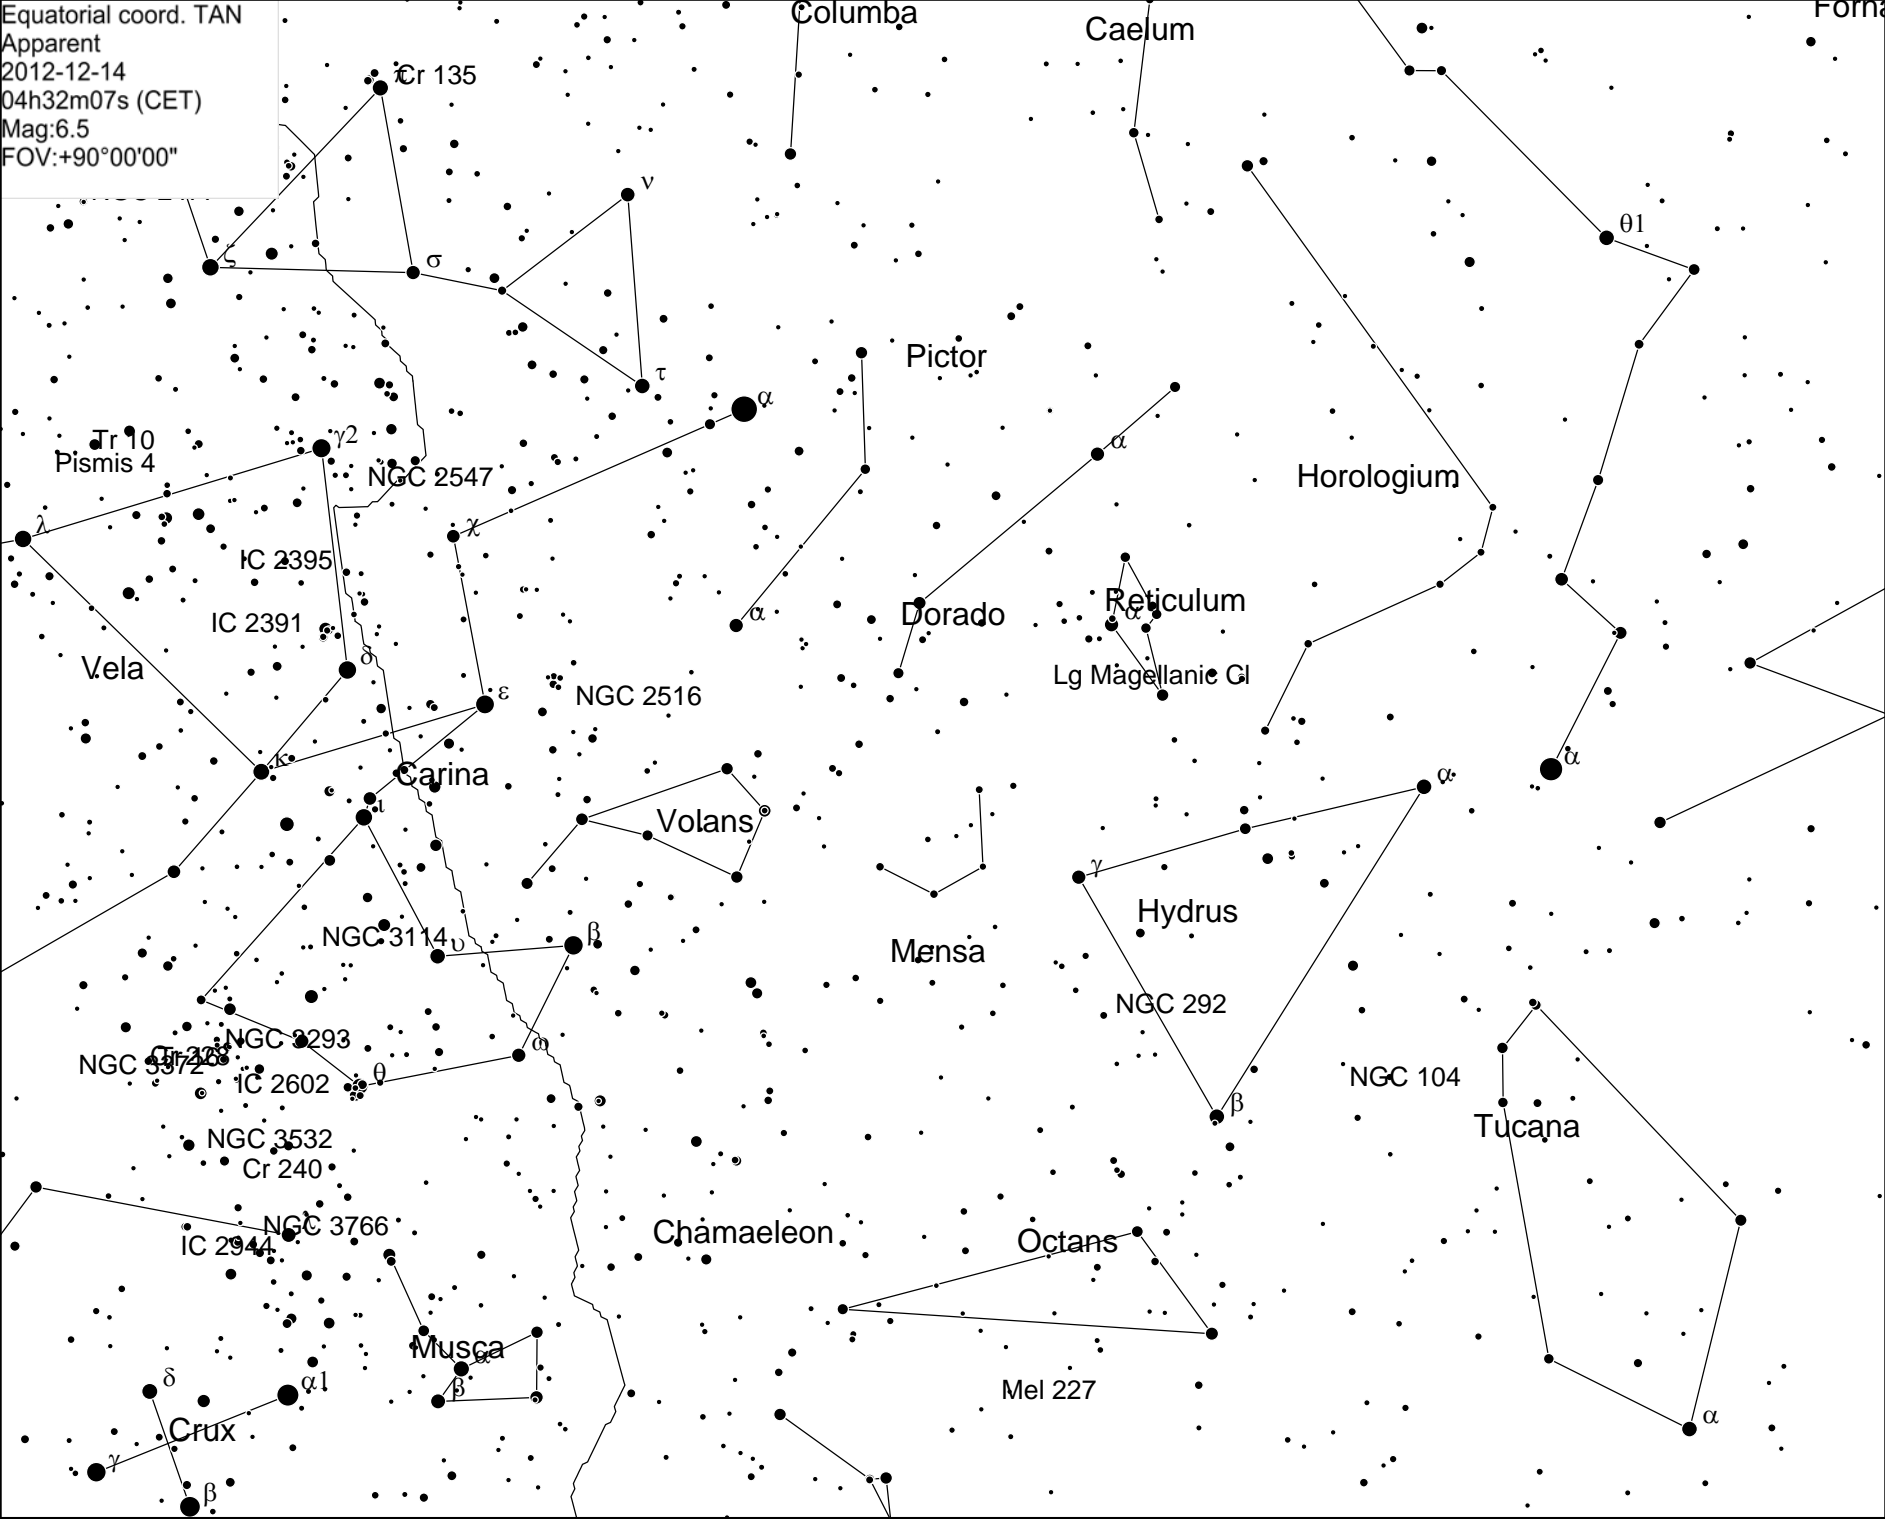 Equatorial coord. TAN
Apparent
2012-12-14
04h32m07s (CET)
Mag:6.5
FOV:+90°00'00"
Columba
Caelum
π
Cr 135
ν
θ1
ζ
σ
Pictor
τ
α
Tr 10
Pismis 4
γ2
NGC 2547
α
Horologium
λ
χ
IC 2395
IC 2391
α
Dorado
Reticulum
α
Vela
δ
Lg Magellanic Cl
ε
NGC 2516
κ
Carina
α
α
ι
Volans
γ
Hydrus
NGC 3114
υ
β
Mensa
NGC 292
NGC 3293
ω
NGC 3372
IC 2602
θ
NGC 104
β
Tucana
NGC 3532
Cr 240
NGC 3766
λ
IC 2944
Chamaeleon
Octans
Musca
α
δ
α1
β
Mel 227
Crux
α
γ
β